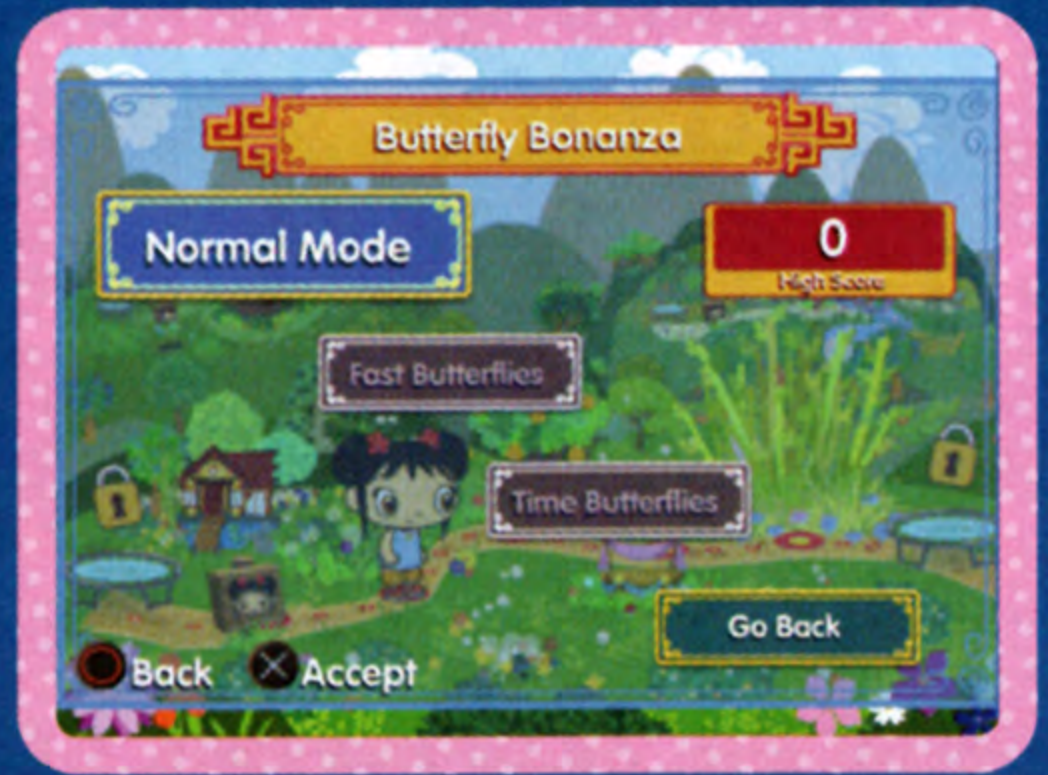 Butterfly Bonanza
Normal Mode
0
High Score
Fast Butterflies
Time Butterflies
Go Back
Back
Accept